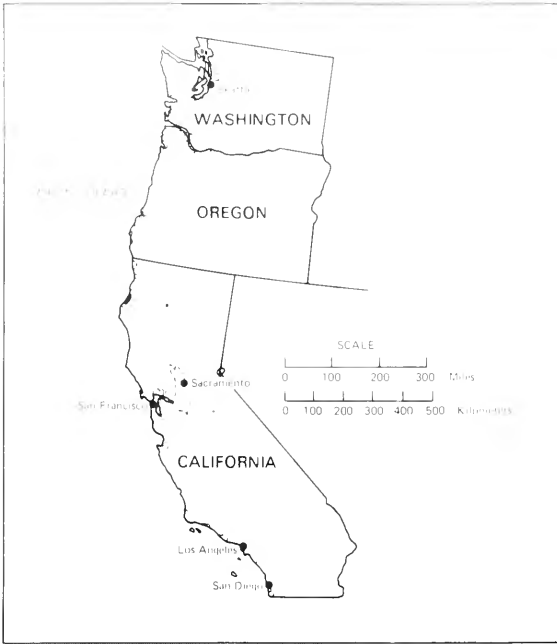 Seattle
WASHINGTON
OREGON
SCALE
0 100 200 300 Miles
0 100 200 300 400 500 Kilometers
Sacramento
San Francisco
CALIFORNIA
Los Angeles
San Diego